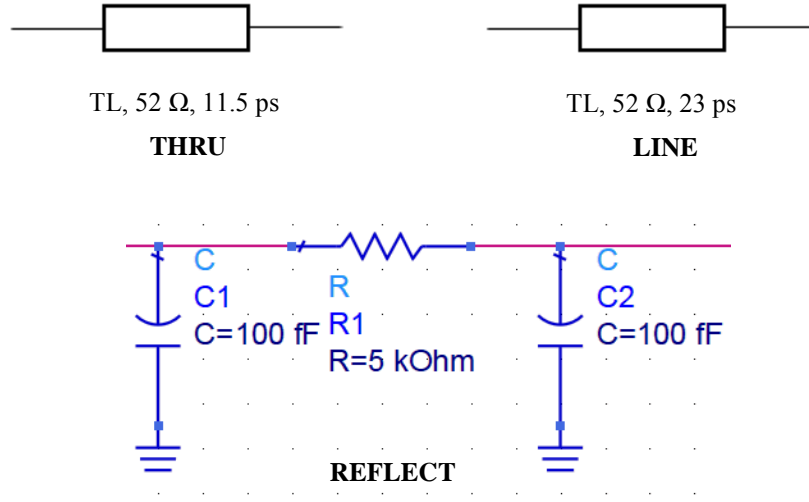 TL, 52 Ω, 11.5 ps
THRU
TL, 52 Ω, 23 ps
LINE
C
C1
C=100 fF
R
R1
R=5 kOhm
C
C2
C=100 fF
REFLECT